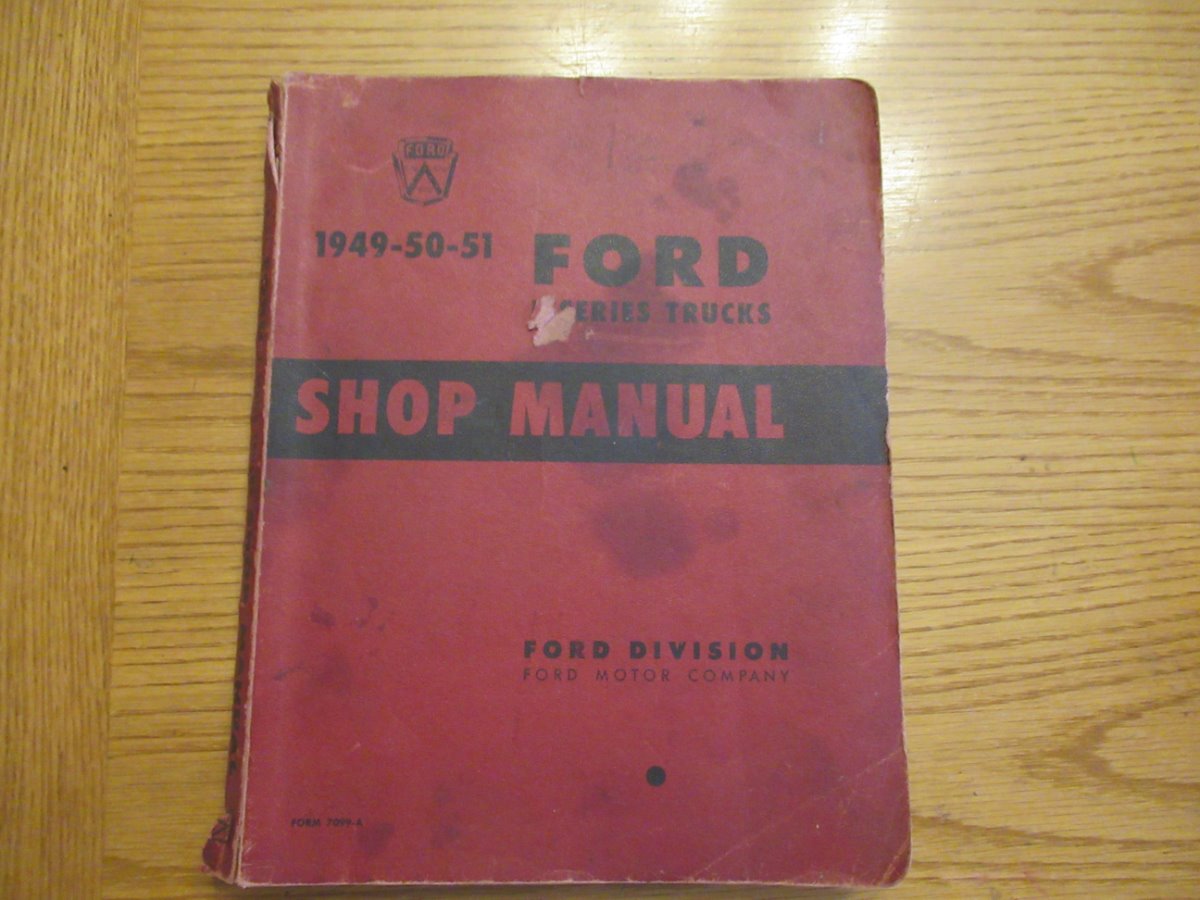 FORD
1949-50-51
FORD
SERIES TRUCKS
SHOP MANUAL
FORD DIVISION
FORD MOTOR COMPANY
FORM 7099-A